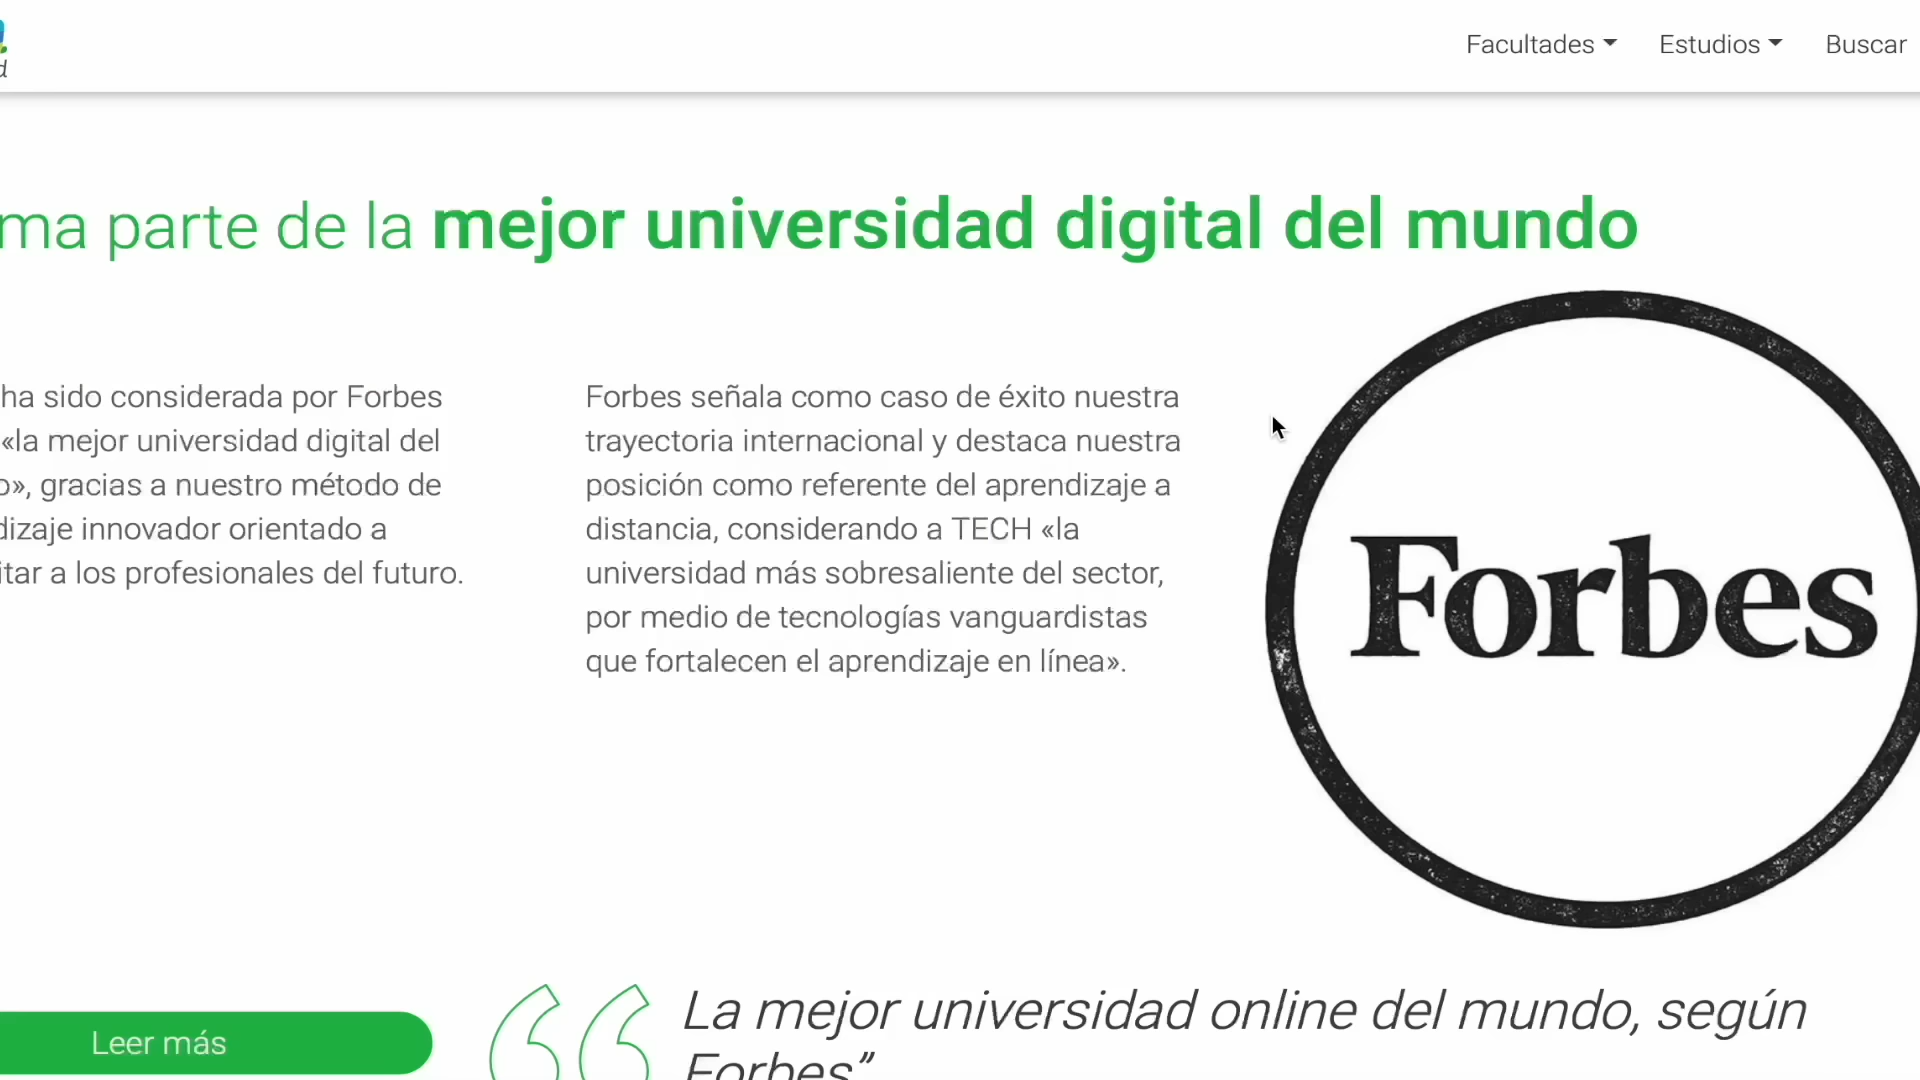 d
Facultades
Estudios
Buscar
ma parte de la mejor universidad digital del mundo
ha sido considerada por Forbes
«la mejor universidad digital del
o», gracias a nuestro método de
dizaje innovador orientado a
itar a los profesionales del futuro.
Forbes señala como caso de éxito nuestra
trayectoria internacional y destaca nuestra
posición como referente del aprendizaje a
distancia, considerando a TECH «la
universidad más sobresaliente del sector,
por medio de tecnologías vanguardistas
que fortalecen el aprendizaje en línea».
Forbes
Leer más
“La mejor universidad online del mundo, según
Forbes”